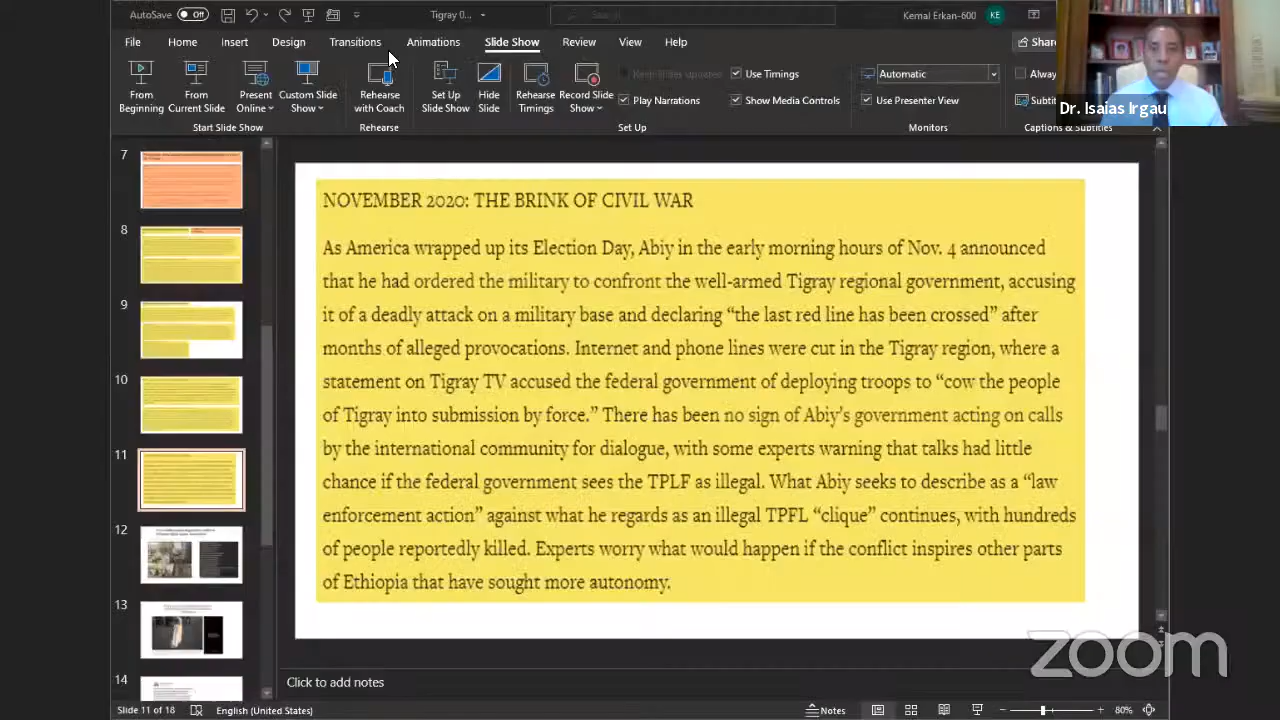 AutoSave Off Tigray 0... Search Kemal Erkan-600 KE
File Home Insert Design Transitions Animations Slide Show Review View Help Share
From Beginning From Current Slide Present Online Custom Slide Show Rehearse with Coach Set Up Slide Show Hide Slide Rehearse Timings Record Slide Show
Keep Slides Updated Use Timings
Play Narrations Show Media Controls
Automatic
Use Presenter View
Alway
Subtit
Start Slide Show Rehearse Set Up Monitors Captions & Subtitles
Dr. Isaias Irgau
7
8
9
10
11
12
13
14
NOVEMBER 2020: THE BRINK OF CIVIL WAR
As America wrapped up its Election Day, Abiy in the early morning hours of Nov. 4 announced
that he had ordered the military to confront the well-armed Tigray regional government, accusing
it of a deadly attack on a military base and declaring “the last red line has been crossed” after
months of alleged provocations. Internet and phone lines were cut in the Tigray region, where a
statement on Tigray TV accused the federal government of deploying troops to “cow the people
of Tigray into submission by force.” There has been no sign of Abiy’s government acting on calls
by the international community for dialogue, with some experts warning that talks had little
chance if the federal government sees the TPLF as illegal. What Abiy seeks to describe as a “law
enforcement action” against what he regards as an illegal TPFL “clique” continues, with hundreds
of people reportedly killed. Experts worry what would happen if the conflict inspires other parts
of Ethiopia that have sought more autonomy.
zoom
Click to add notes
Slide 11 of 18 English (United States) Notes 80%